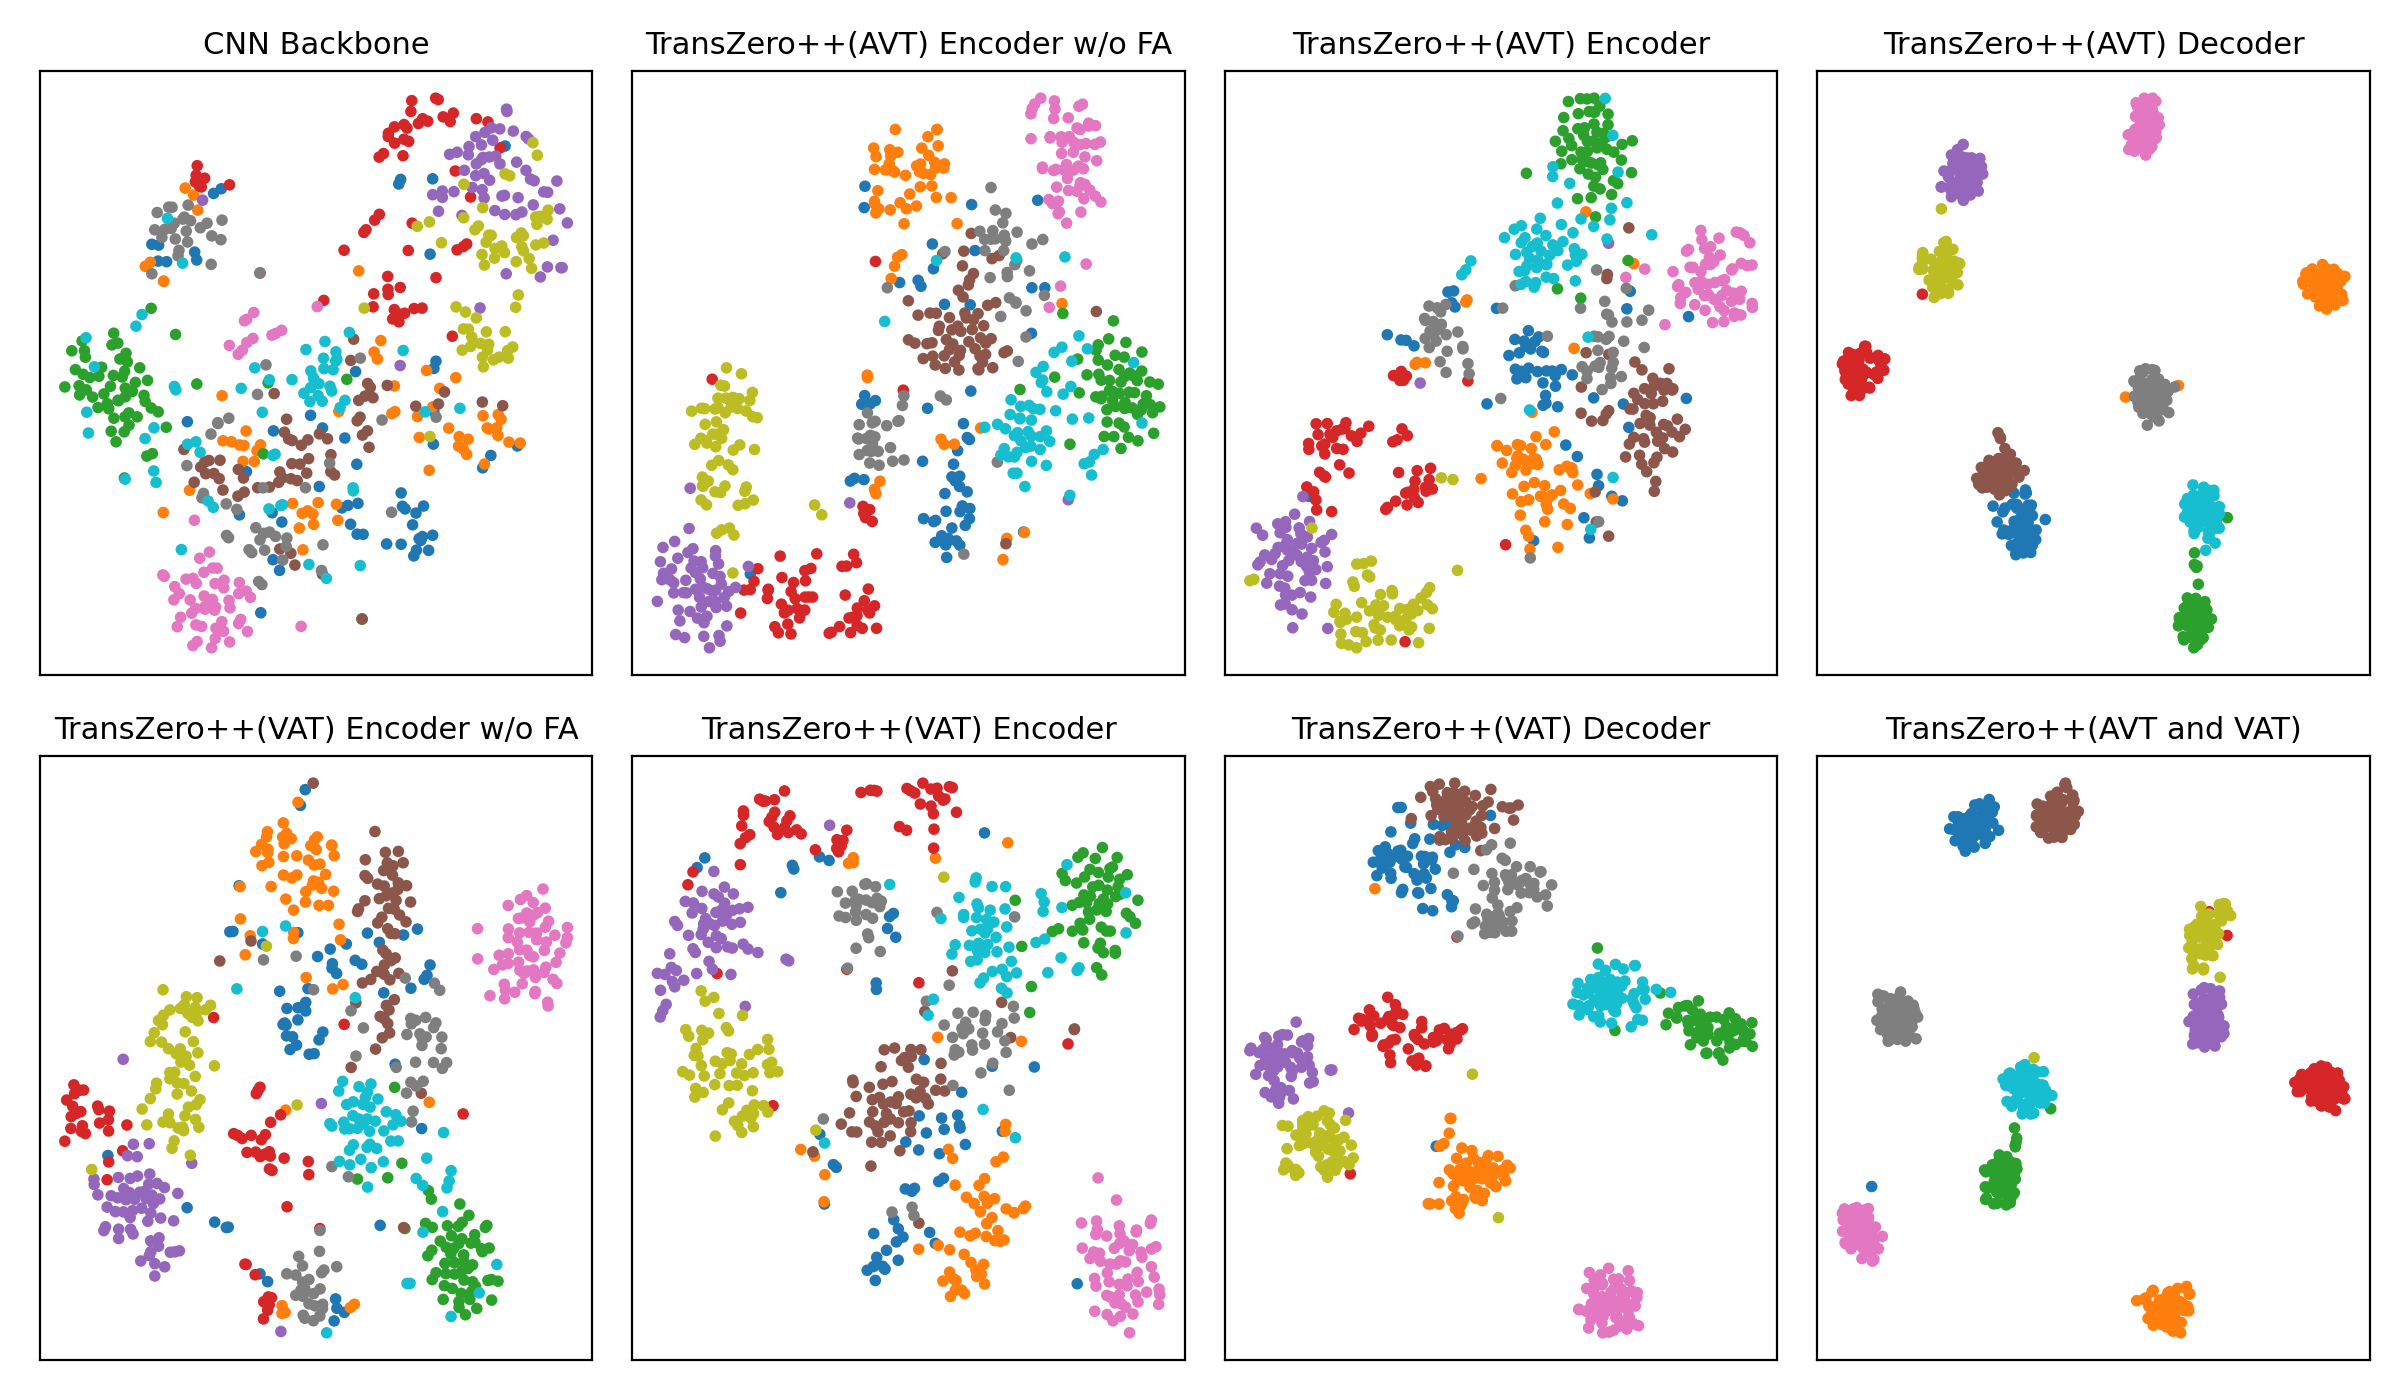 CNN Backbone
TransZero++(AVT) Encoder w/o FA
TransZero++(AVT) Encoder
TransZero++(AVT) Decoder
TransZero++(VAT) Encoder w/o FA
TransZero++(VAT) Encoder
TransZero++(VAT) Decoder
TransZero++(AVT and VAT)